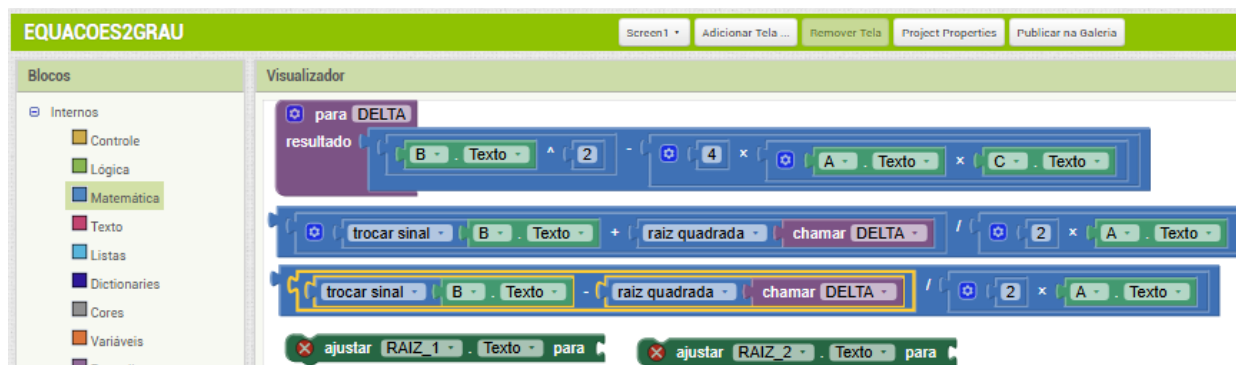 EQUACOES2GRAU Screen1 Adicionar Tela ... Remover Tela Project Properties Publicar na Galeria
Blocos Visualizador
Internos
Controle
Lógica
Matemática
Texto
Listas
Dictionaries
Cores
Variáveis
para DELTA
resultado B . Texto ^ 2 - 4 × A . Texto × C . Texto
trocar sinal B . Texto + raiz quadrada chamar DELTA / 2 × A . Texto
trocar sinal B . Texto - raiz quadrada chamar DELTA / 2 × A . Texto
ajustar RAIZ_1 . Texto para ajustar RAIZ_2 . Texto para